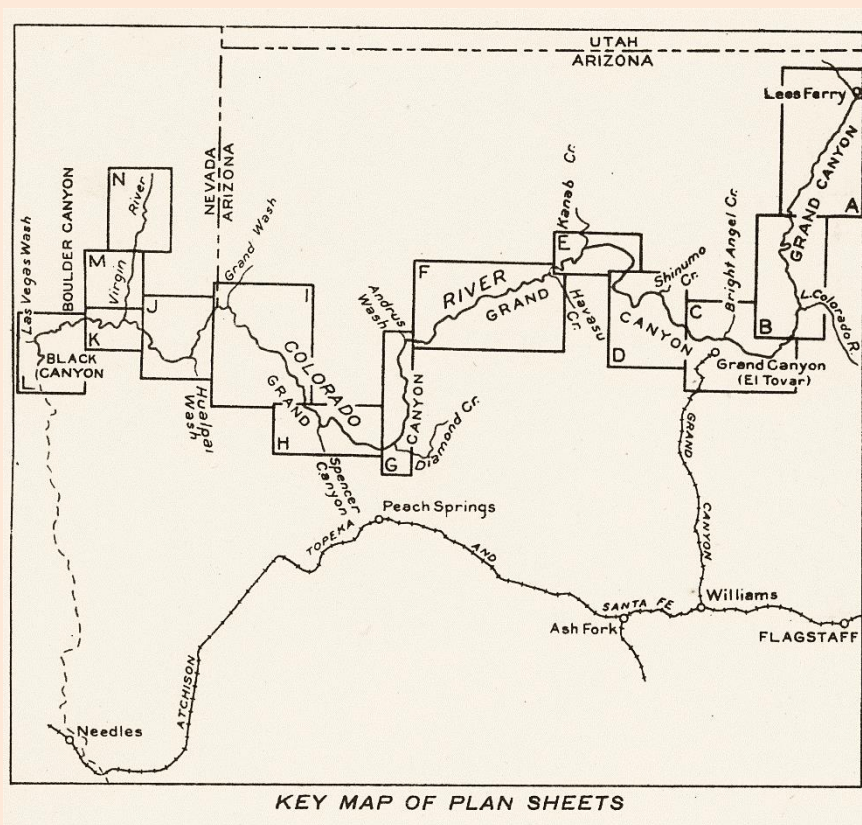 UTAH
ARIZONA
NEVADA
ARIZONA
Lees Ferry
GRAND CANYON
A
Kanab Cr.
N
River
BOULDER CANYON
Grand Wash
Las Vegas Wash
M
Virgin
E
Shinumo Cr.
Bright Angel Cr.
F
RIVER
GRAND
CANYON
Andrus Wash
Havasu Cr.
I
J
K
C
B
L. Colorado R.
D
BLACK CANYON
L
Hualpai Wash
COLORADO
GRAND
CANYON
Grand Canyon
(El Tovar)
H
G
Diamond Cr.
Spencer Canyon
Peach Springs
GRAND CANYON
ATCHISON TOPEKA AND SANTA FE
Williams
Ash Fork
FLAGSTAFF
Needles
KEY MAP OF PLAN SHEETS